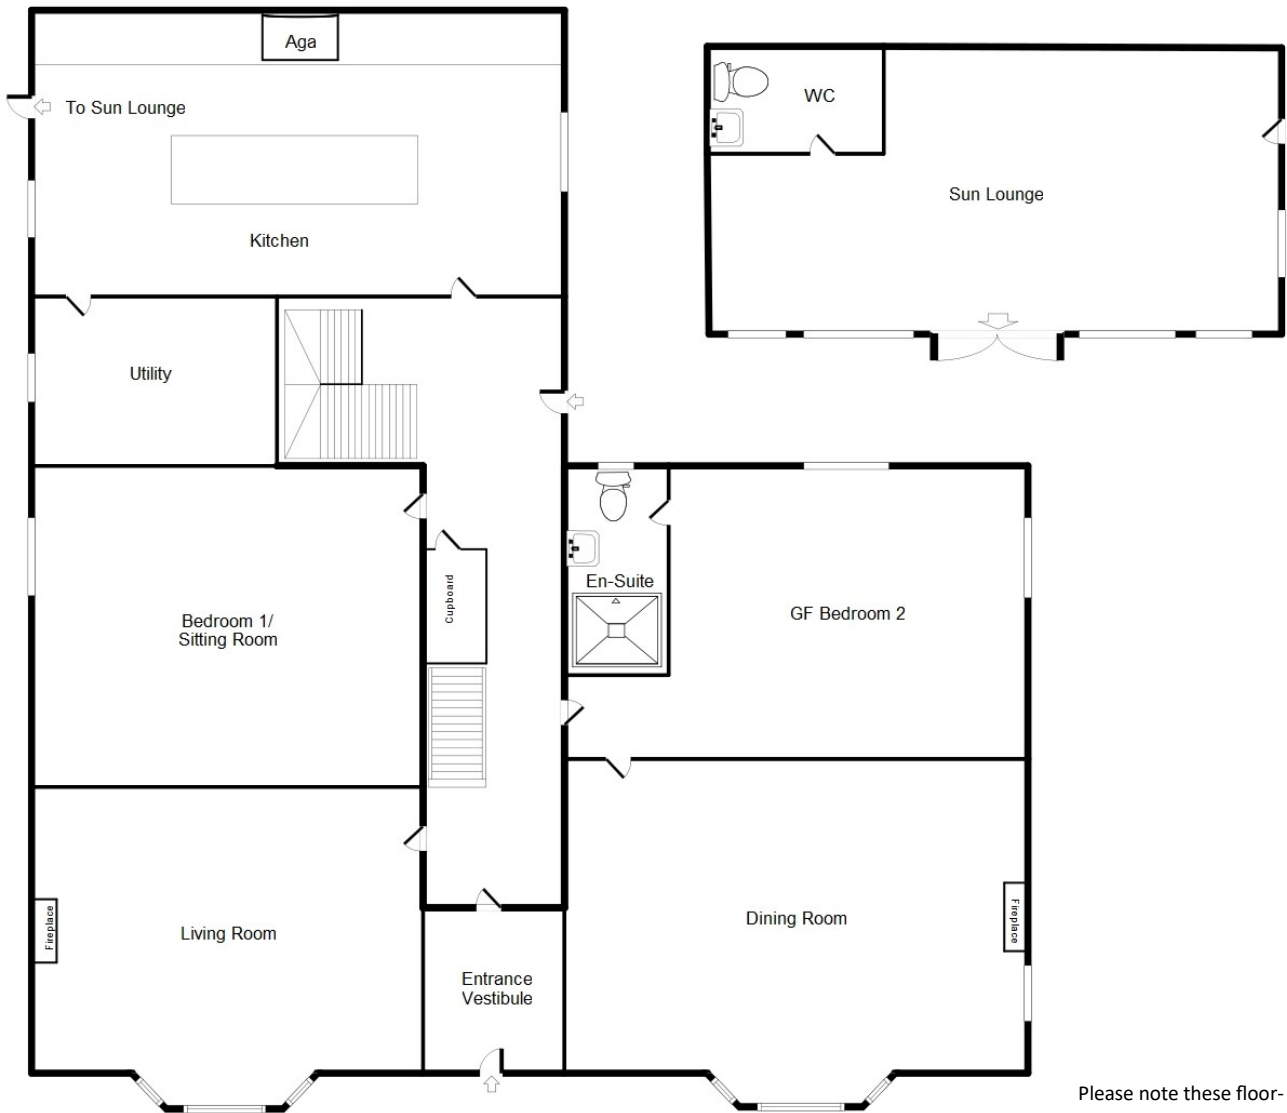 Aga
To Sun Lounge
WC
Sun Lounge
Kitchen
Utility
Cupboard
En-Suite
Bedroom 1/
Sitting Room
GF Bedroom 2
Fireplace
Living Room
Dining Room
Fireplace
Entrance
Vestibule
Please note these floor-